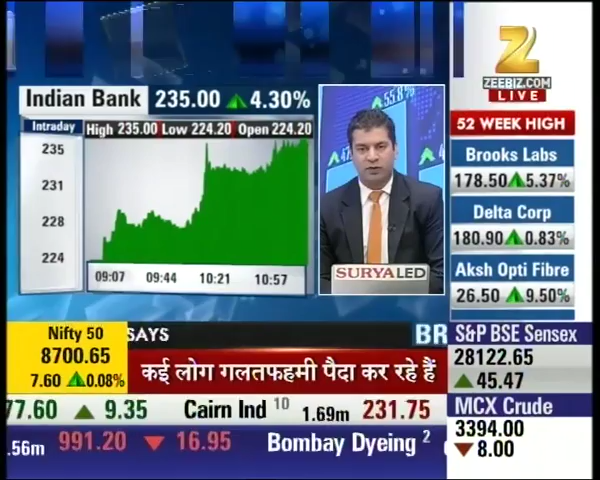 Indian Bank 235.00 4.30%
Intraday
High 235.00 Low 224.20 Open 224.20
235
231
228
224
09:07 09:44 10:21 10:57
55.8%
SURYA LED
Z
ZEEBIZ.COM
LIVE
52 WEEK HIGH
Brooks Labs
178.50 5.37%
Delta Corp
180.90 0.83%
Aksh Opti Fibre
26.50 9.50%
Nifty 50
8700.65
7.60 0.08%
SAYS BR
कई लोग गलतफहमी पैदा कर रहे हैं
S&P BSE Sensex
28122.65
45.47
MCX Crude
3394.00
8.00
77.60 9.35 Cairn Ind 10 1.69m 231.75
.56m 991.20 16.95 Bombay Dyeing 2